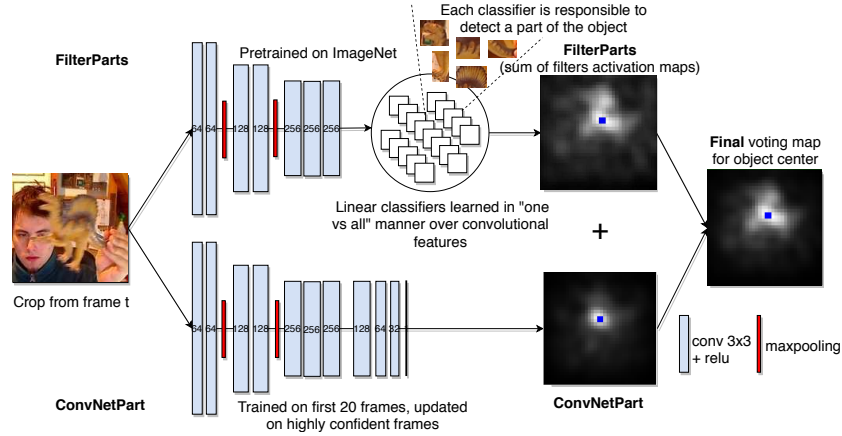 Each classifier is responsible to
detect a part of the object
FilterParts
Pretrained on ImageNet
FilterParts
(sum of filters activation maps)
64 64 128 128 256 256 256
Final voting map
for object center
Linear classifiers learned in "one
vs all" manner over convolutional
features
+
Crop from frame t
64 64 128 128 256 256 256 128 64 32
conv 3x3
+ relu
maxpooling
ConvNetPart
Trained on first 20 frames, updated
on highly confident frames
ConvNetPart